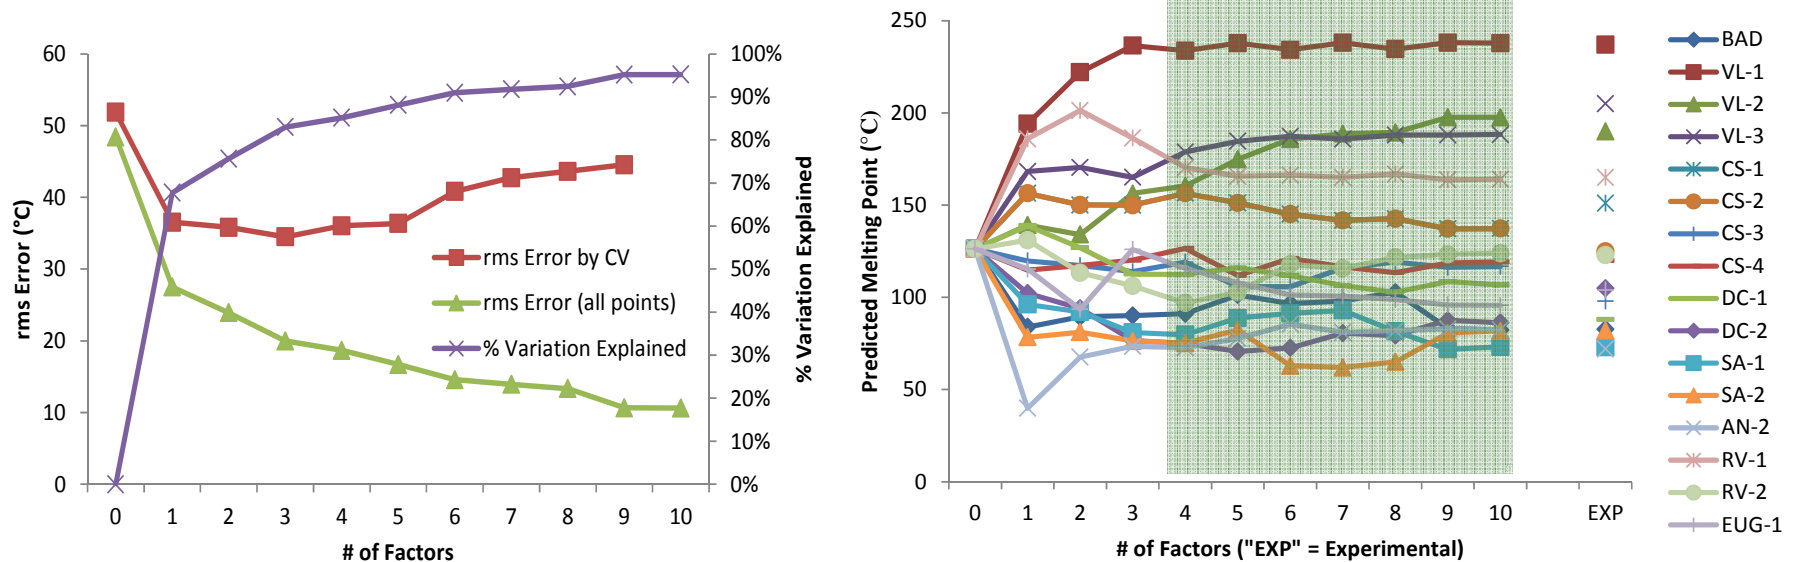 60
50
40
30
20
10
0
rms Error (°C)
100%
90%
80%
70%
60%
50%
40%
30%
20%
10%
0%
% Variation Explained
rms Error by CV
rms Error (all points)
% Variation Explained
0 1 2 3 4 5 6 7 8 9 10
# of Factors
250
200
150
100
50
0
Predicted Melting Point (°C)
0 1 2 3 4 5 6 7 8 9 10 EXP
# of Factors ("EXP" = Experimental)
BAD
VL-1
VL-2
VL-3
CS-1
CS-2
CS-3
CS-4
DC-1
DC-2
SA-1
SA-2
AN-2
RV-1
RV-2
EUG-1